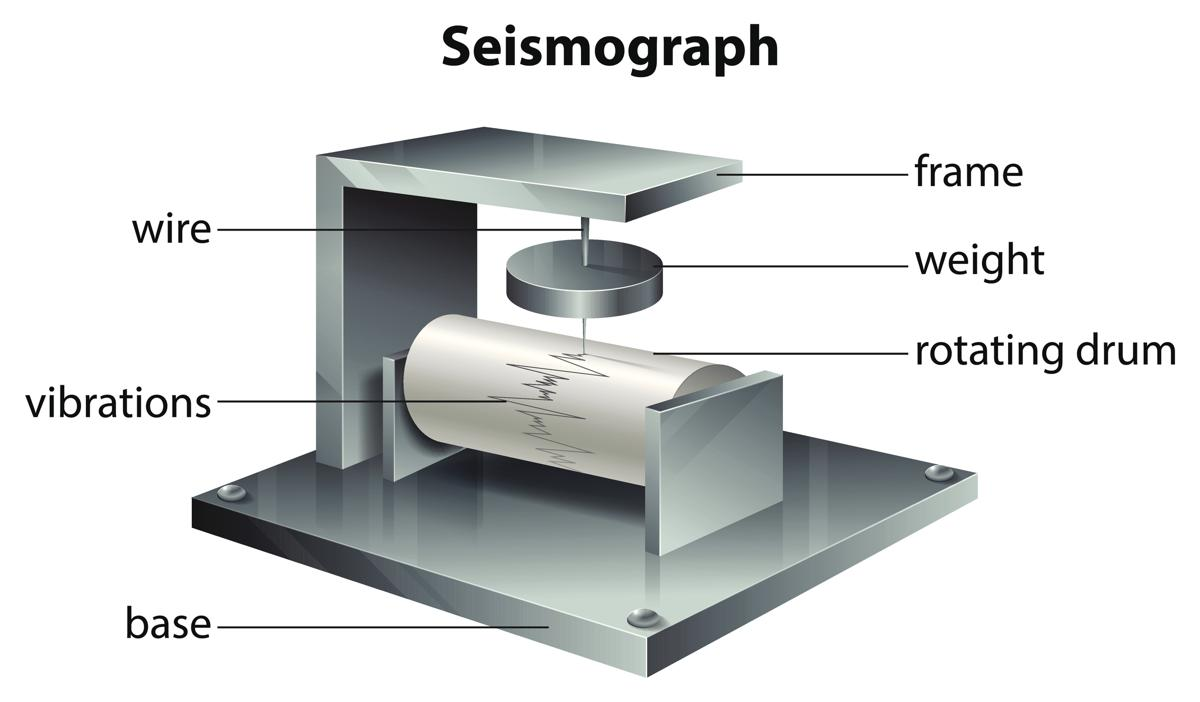 Seismograph
frame
wire
weight
rotating drum
vibrations
base